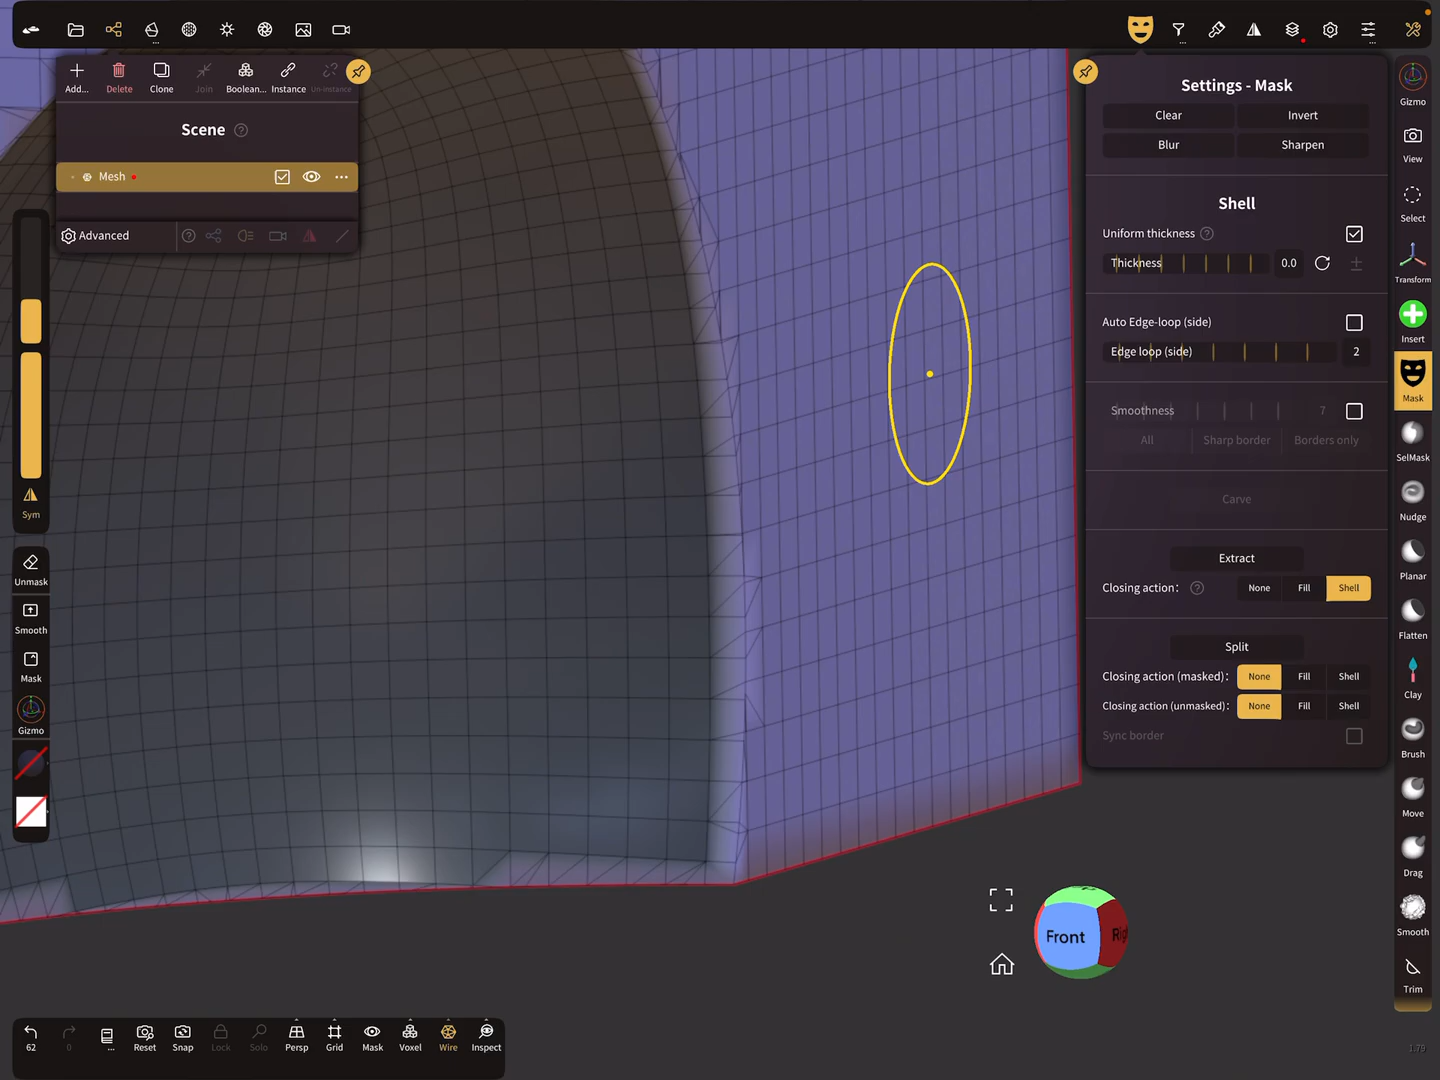 Add...
Delete
Clone
Join
Boolean...
Instance
Un-instance
Scene
Mesh
Advanced
Sym
Unmask
Smooth
Mask
Gizmo
Settings - Mask
Clear
Invert
Blur
Sharpen
Shell
Uniform thickness
Thickness
0.0
Auto Edge-loop (side)
Edge loop (side)
2
Smoothness
7
All
Sharp border
Borders only
Carve
Extract
Closing action:
None
Fill
Shell
Split
Closing action (masked):
None
Fill
Shell
Closing action (unmasked):
None
Fill
Shell
Sync border
Gizmo
View
Select
Transform
Insert
Mask
SelMask
Nudge
Planar
Flatten
Clay
Brush
Move
Drag
Smooth
Trim
Front
62
0
...
Reset
Snap
Lock
Solo
Persp
Grid
Mask
Voxel
Wire
Inspect
1.79